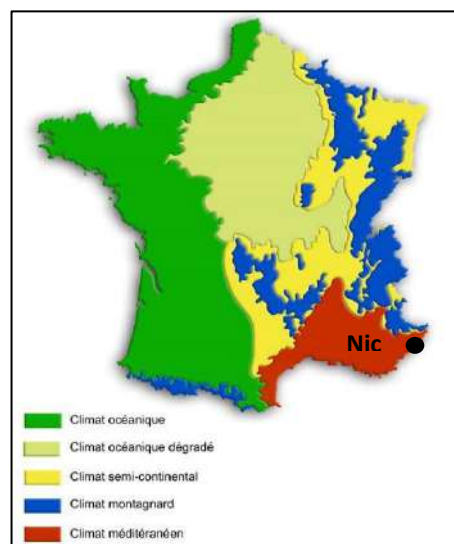 Nic
Climat océanique
Climat océanique dégradé
Climat semi-continental
Climat montagnard
Climat méditéranéen